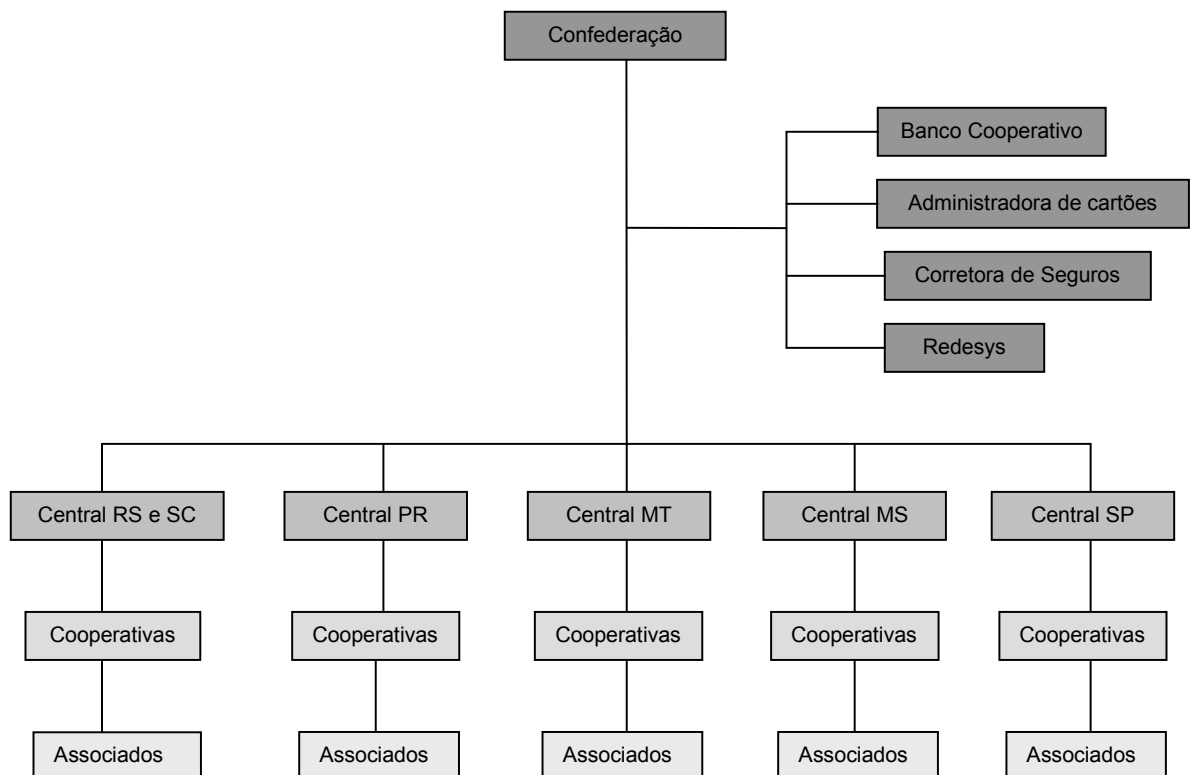 Confederação
Banco Cooperativo
Administradora de cartões
Corretora de Seguros
Redesys
Central RS e SC
Central PR
Central MT
Central MS
Central SP
Cooperativas
Cooperativas
Cooperativas
Cooperativas
Cooperativas
Associados
Associados
Associados
Associados
Associados